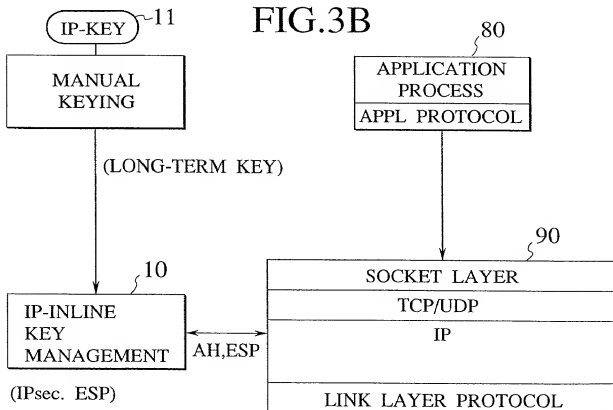 FIG.3B
IP-KEY
11
MANUAL
KEYING
(LONG-TERM KEY)
80
APPLICATION
PROCESS
APPL PROTOCOL
10
IP-INLINE
KEY
MANAGEMENT
(IPsec. ESP)
AH,ESP
90
SOCKET LAYER
TCP/UDP
IP
LINK LAYER PROTOCOL